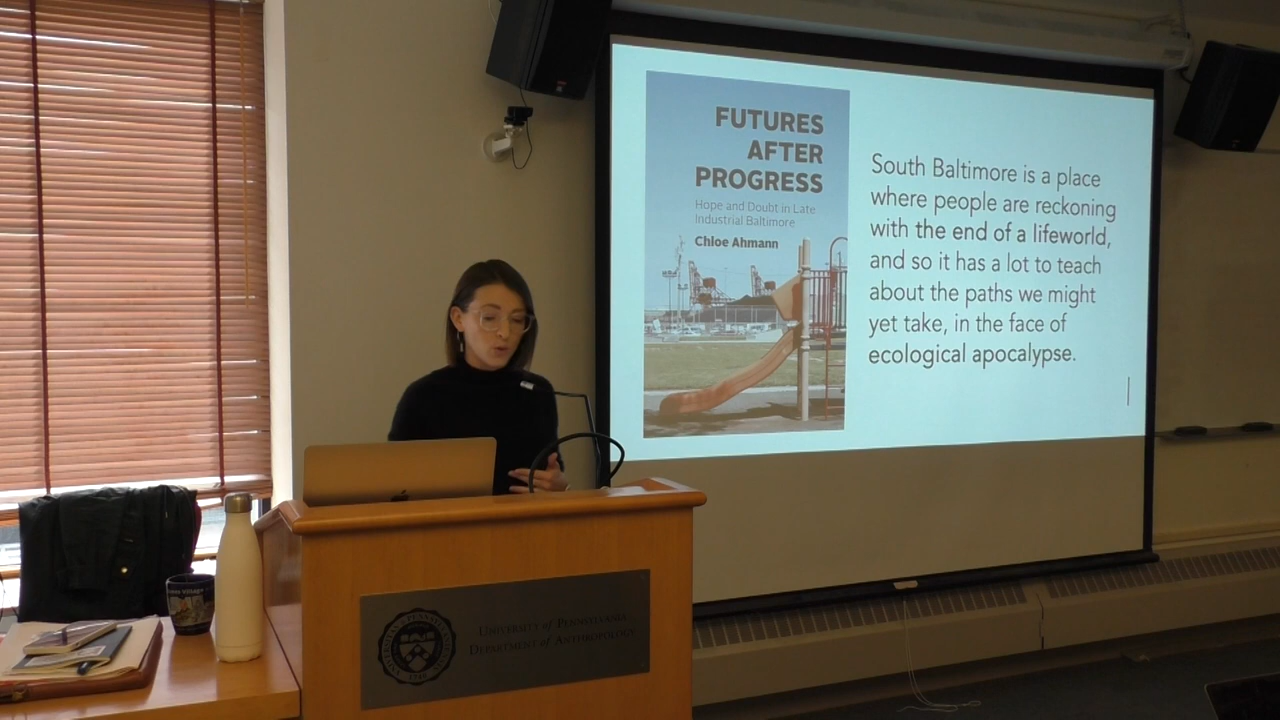 FUTURES
AFTER
PROGRESS
Hope and Doubt in Late
Industrial Baltimore
Chloe Ahmann
South Baltimore is a place
where people are reckoning
with the end of a lifeworld,
and so it has a lot to teach
about the paths we might
yet take, in the face of
ecological apocalypse.
University of Pennsylvania
Department of Anthropology